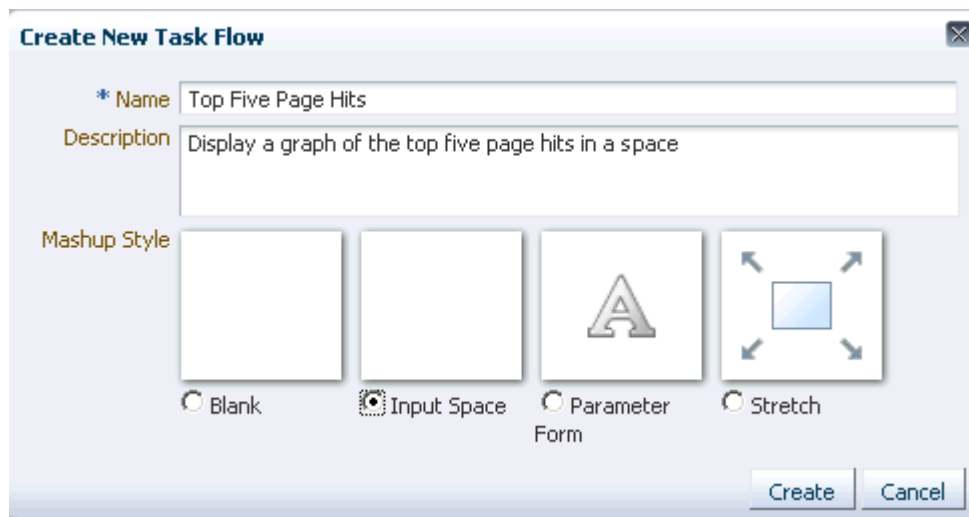 Create New Task Flow
* Name Top Five Page Hits
Description Display a graph of the top five page hits in a space
Mashup Style
A
Blank Input Space Parameter Form Stretch
Create Cancel